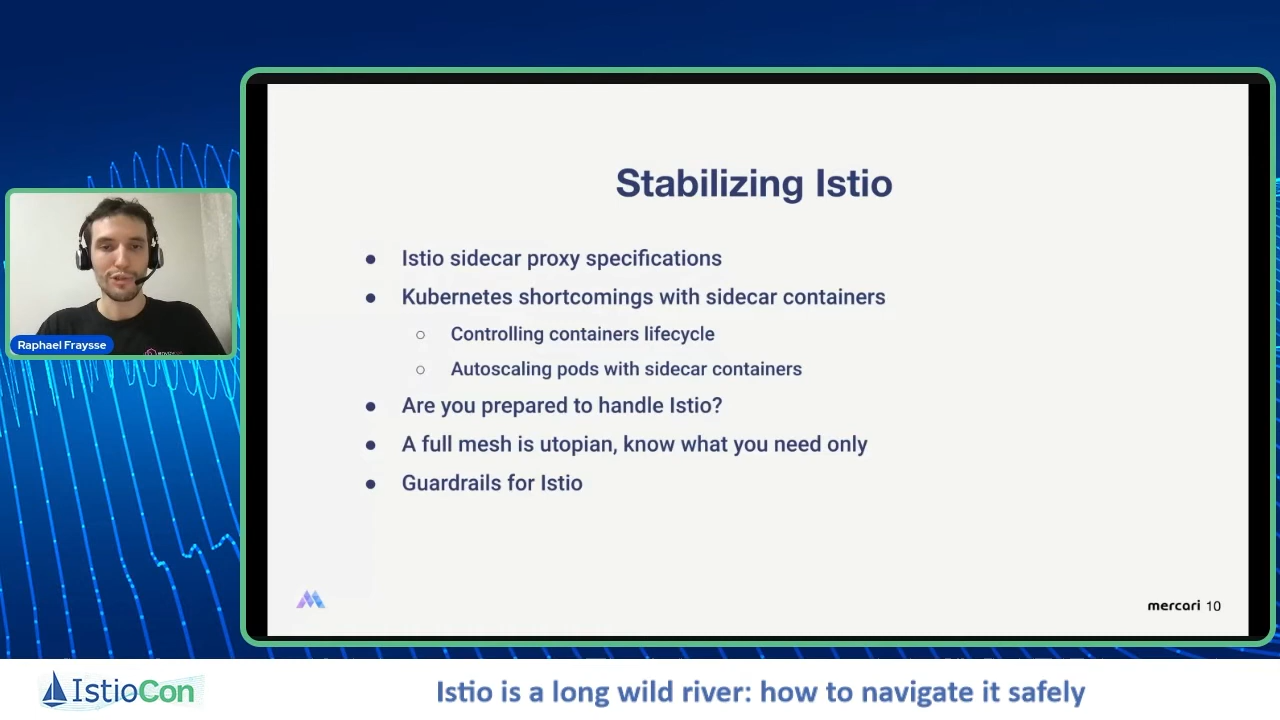 Stabilizing Istio
● Istio sidecar proxy specifications
● Kubernetes shortcomings with sidecar containers
○ Controlling containers lifecycle
○ Autoscaling pods with sidecar containers
● Are you prepared to handle Istio?
● A full mesh is utopian, know what you need only
● Guardrails for Istio
Raphael Fraysse
mercari 10
IstioCon
Istio is a long wild river: how to navigate it safely